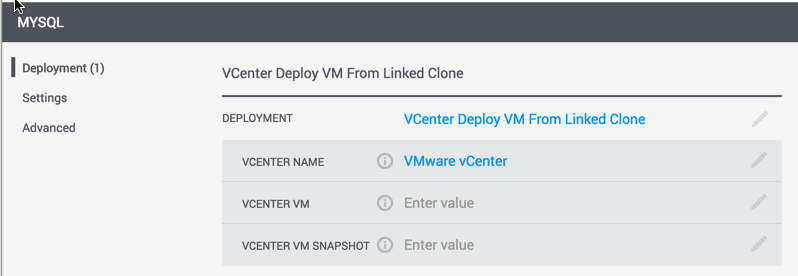 MYSQL
Deployment (1)
Settings
Advanced
VCenter Deploy VM From Linked Clone
DEPLOYMENT VCenter Deploy VM From Linked Clone
VCENTER NAME VMware vCenter
VCENTER VM Enter value
VCENTER VM SNAPSHOT Enter value